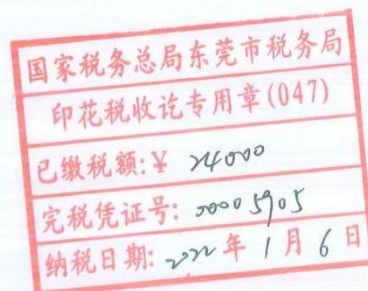 国家税务总局东莞市税务局
印花税收讫专用章(047)
已缴税额:¥ 24000
完税凭证号: 00005905
纳税日期: 2022年1月6日